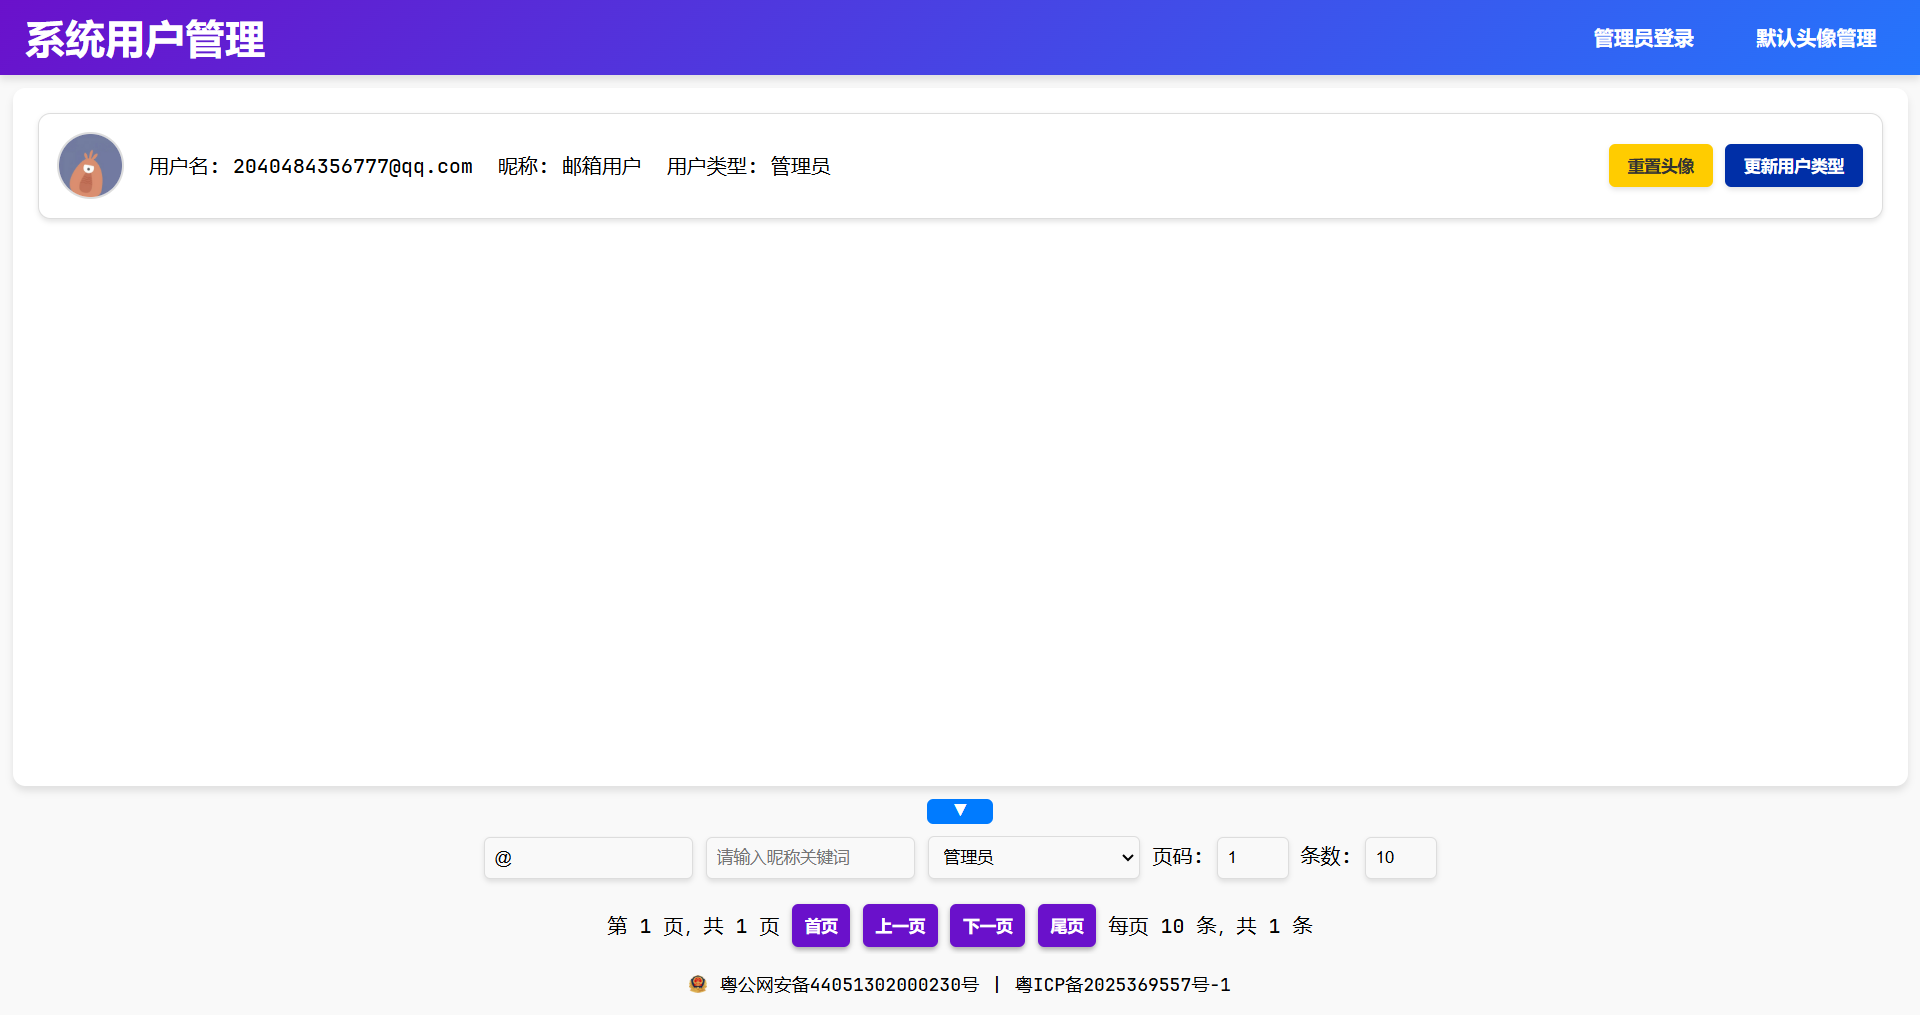 系统用户管理 管理员登录 默认头像管理
用户名: 2040484356777@qq.com 昵称: 邮箱用户 用户类型: 管理员 重置头像 更新用户类型
▼
@ 请输入昵称关键词 管理员 页码: 1 条数: 10
第 1 页, 共 1 页 首页 上一页 下一页 尾页 每页 10 条, 共 1 条
粤公网安备44051302000230号 | 粤ICP备2025369557号-1